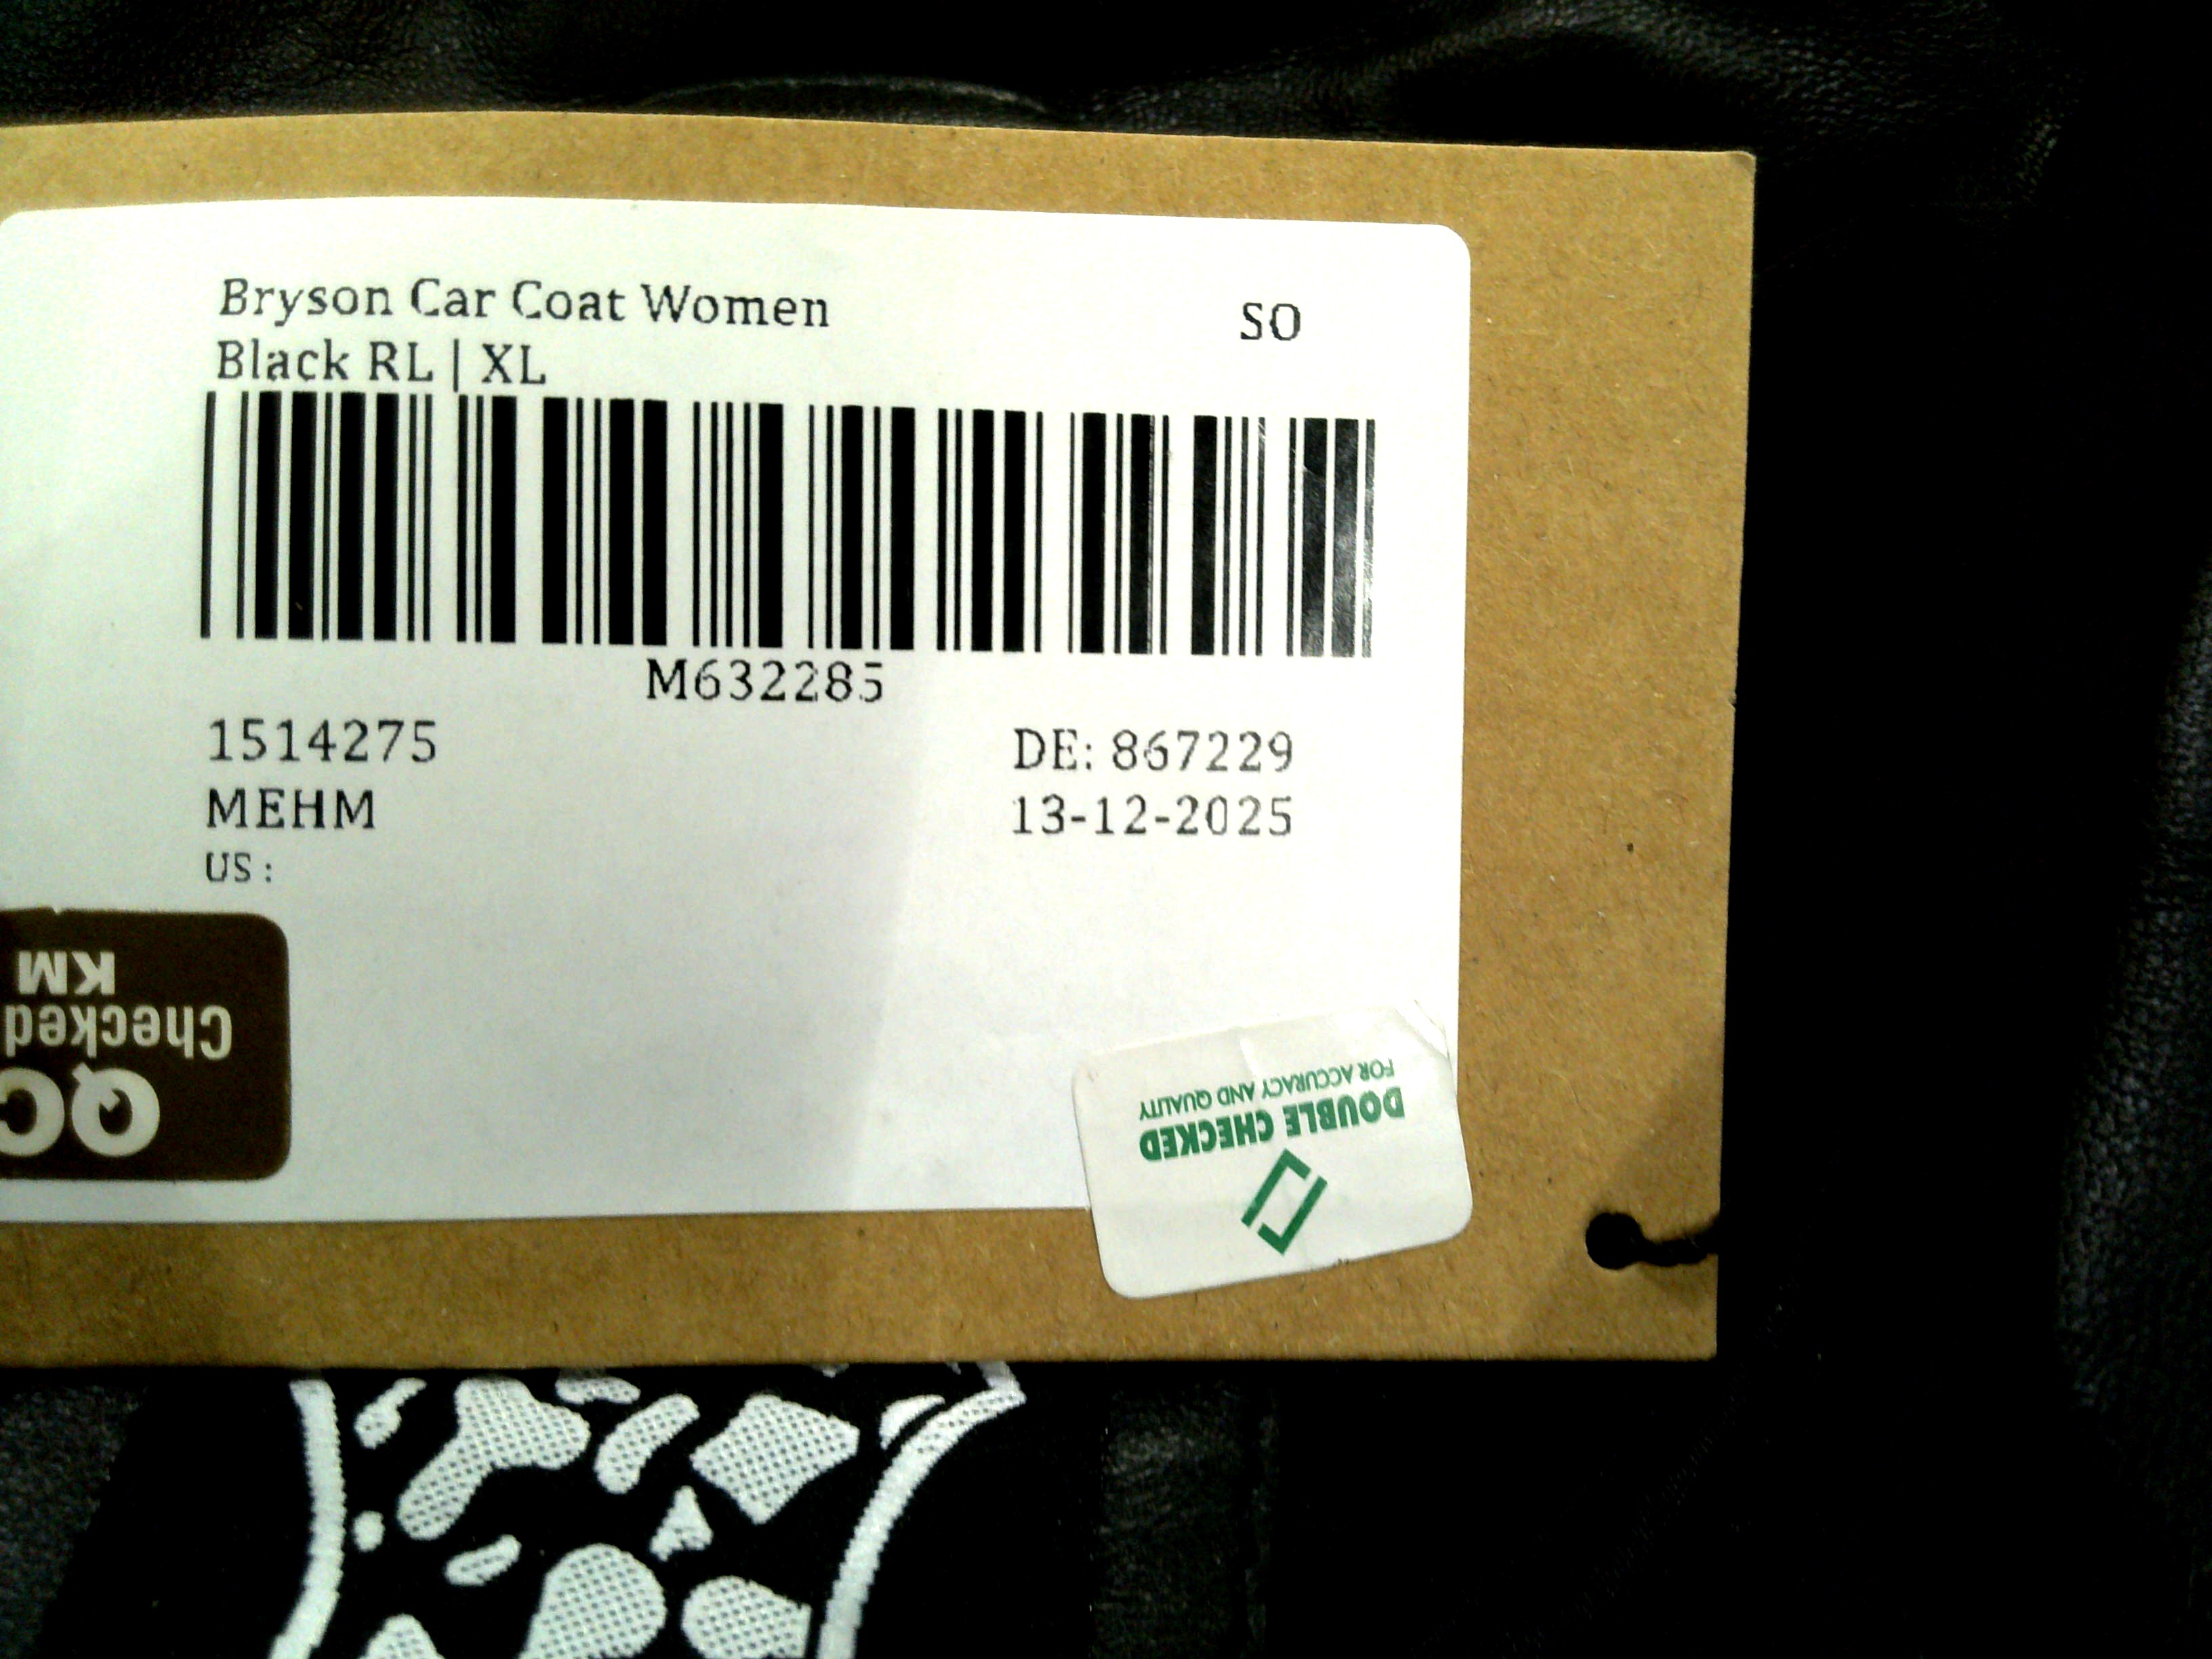 Bryson Car Coat Women
SO
Black RL | XL
M632285
1514275
DE: 867229
MEHM
13-12-2025
US :
QC
Checked
KM
DOUBLE CHECKED
FOR ACCURACY AND QUALITY